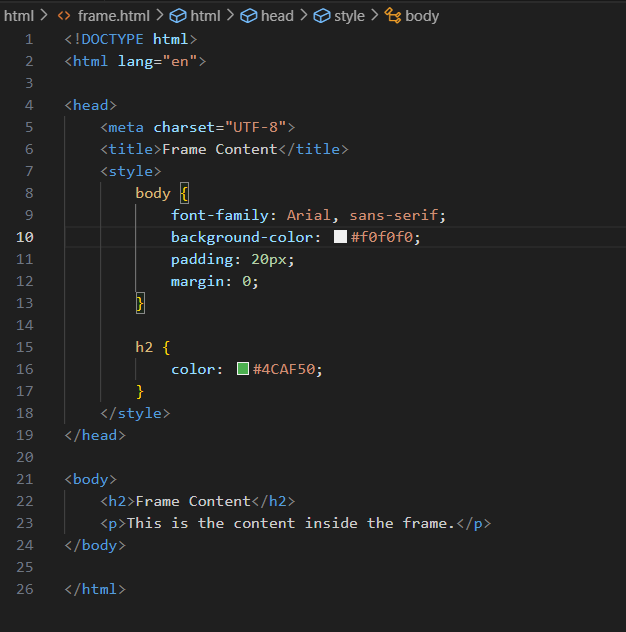 html > frame.html > html > head > style > body
1 <!DOCTYPE html>
2 <html lang="en">
3
4 <head>
5     <meta charset="UTF-8">
6     <title>Frame Content</title>
7     <style>
8         body {
9             font-family: Arial, sans-serif;
10             background-color: #f0f0f0;
11             padding: 20px;
12             margin: 0;
13         }
14
15         h2 {
16             color: #4CAF50;
17         }
18     </style>
19 </head>
20
21 <body>
22     <h2>Frame Content</h2>
23     <p>This is the content inside the frame.</p>
24 </body>
25
26 </html>